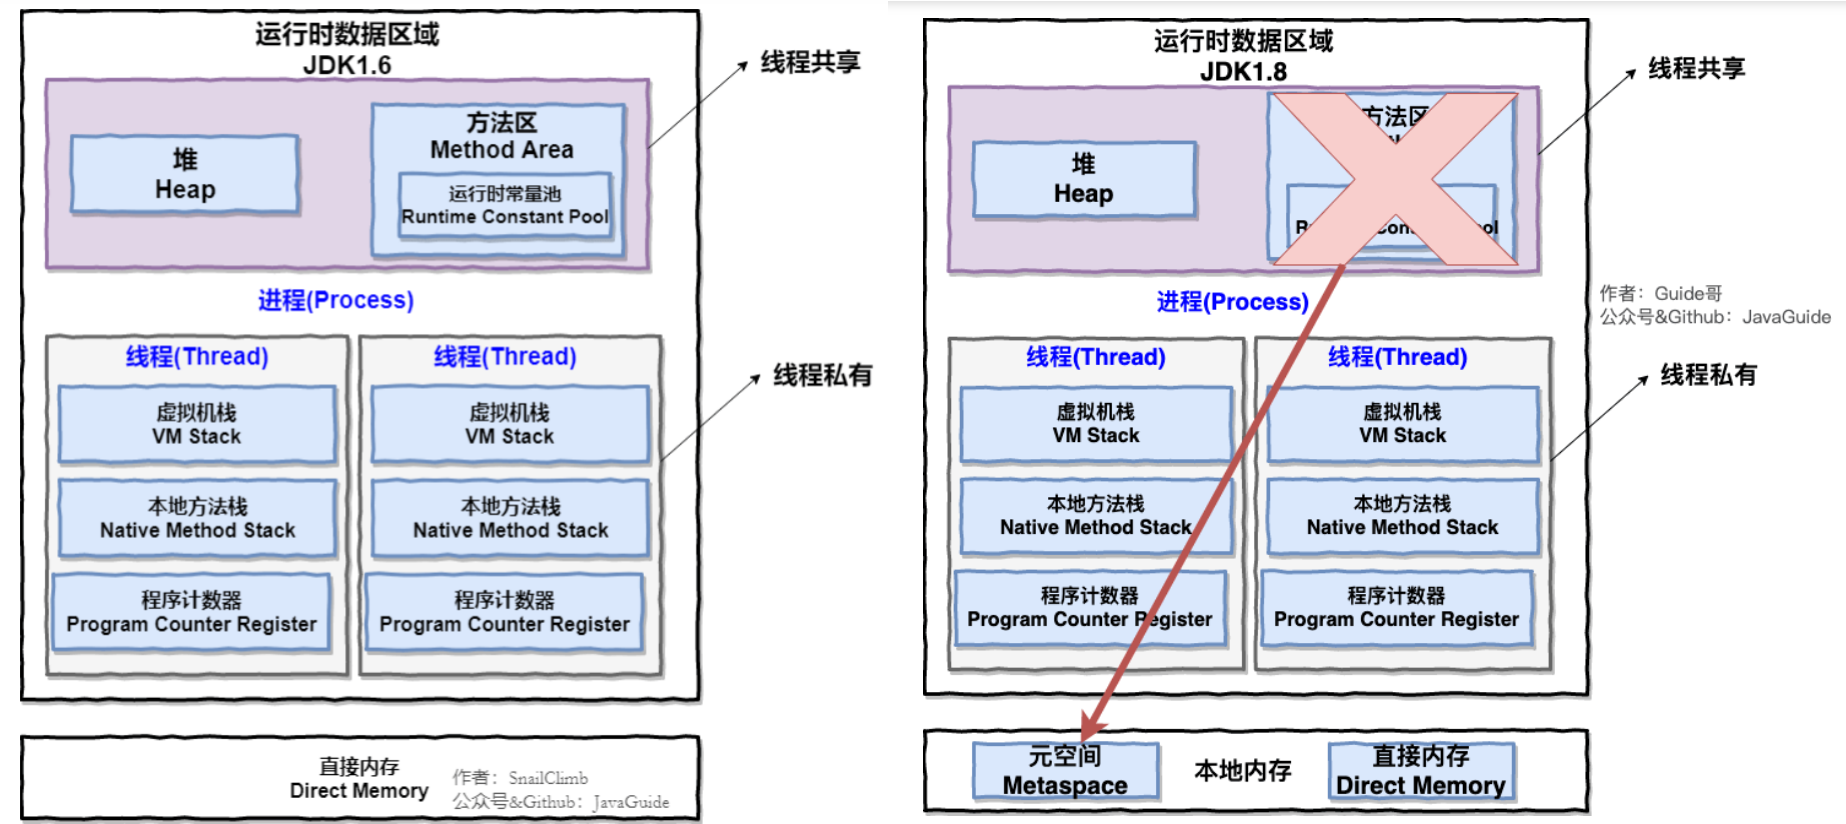 运行时数据区域
JDK1.6
线程共享
堆
Heap
方法区
Method Area
运行时常量池
Runtime Constant Pool
进程(Process)
线程(Thread)
虚拟机栈
VM Stack
本地方法栈
Native Method Stack
程序计数器
Program Counter Register
线程(Thread)
虚拟机栈
VM Stack
本地方法栈
Native Method Stack
程序计数器
Program Counter Register
线程私有
直接内存
Direct Memory
作者：SnailClimb
公众号&Github：JavaGuide
运行时数据区域
JDK1.8
线程共享
堆
Heap
方法区
进程(Process)
作者：Guide哥
公众号&Github：JavaGuide
线程(Thread)
虚拟机栈
VM Stack
本地方法栈
Native Method Stack
程序计数器
Program Counter Register
线程(Thread)
虚拟机栈
VM Stack
本地方法栈
Native Method Stack
程序计数器
Program Counter Register
线程私有
元空间
Metaspace
本地内存
直接内存
Direct Memory